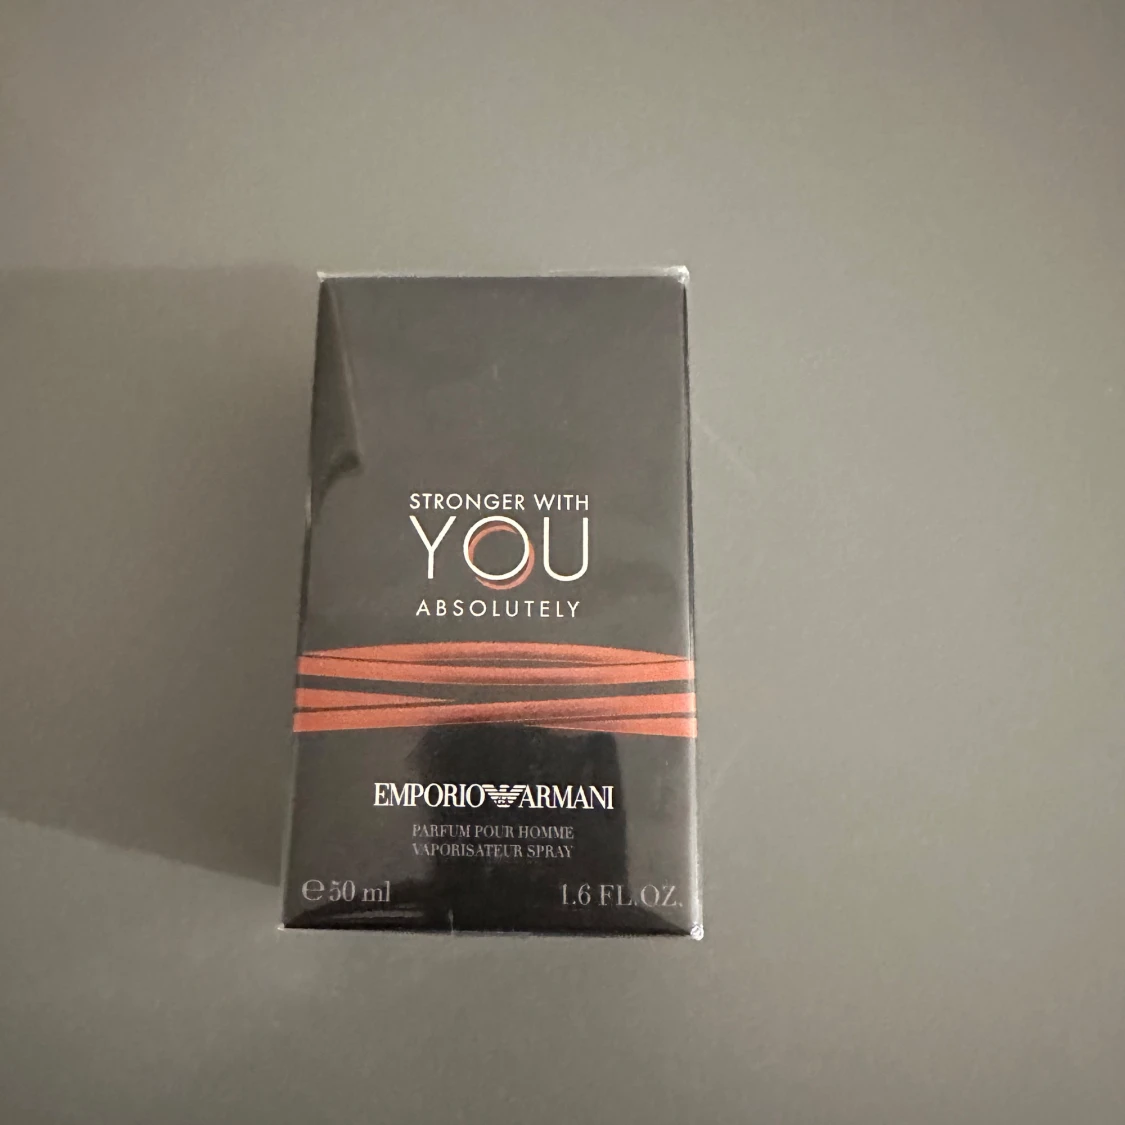 STRONGER WITH
YOU
ABSOLUTELY
EMPORIO ARMANI
PARFUM POUR HOMME
VAPORISATEUR SPRAY
℮50 ml 1.6 FL.OZ.